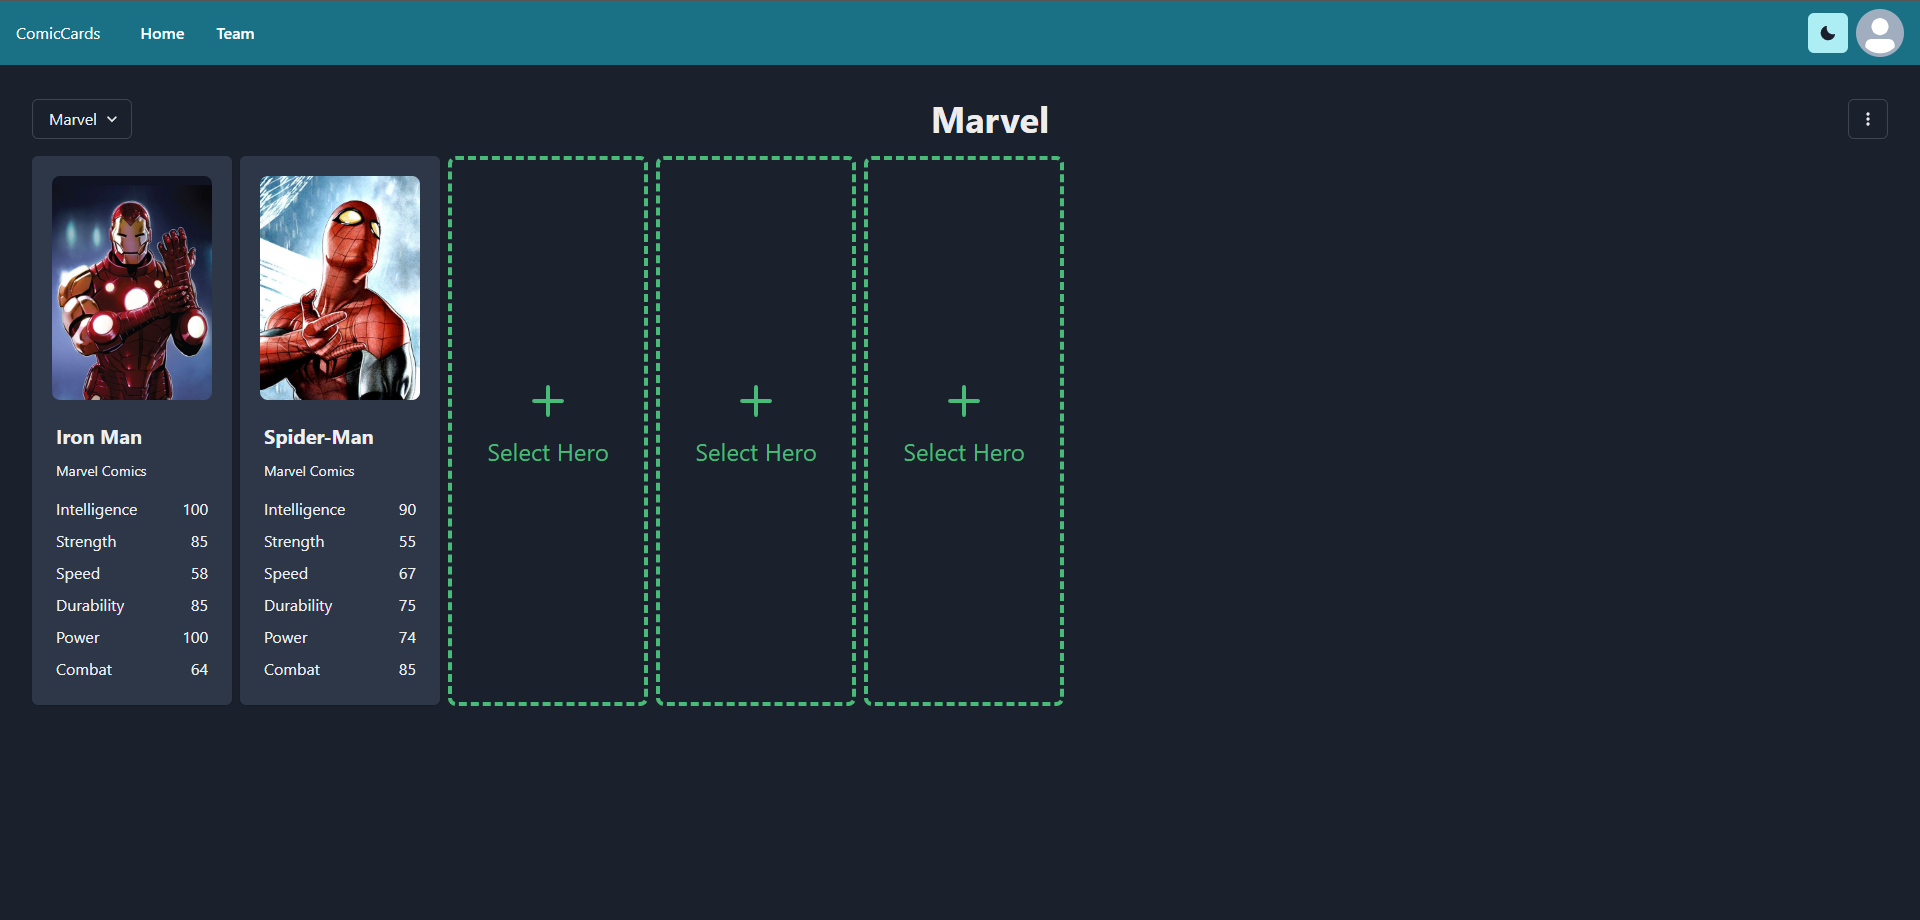 ComicCards Home Team
Marvel
Marvel
Iron Man
Marvel Comics
Intelligence 100
Strength 85
Speed 58
Durability 85
Power 100
Combat 64
Spider-Man
Marvel Comics
Intelligence 90
Strength 55
Speed 67
Durability 75
Power 74
Combat 85
Select Hero
Select Hero
Select Hero